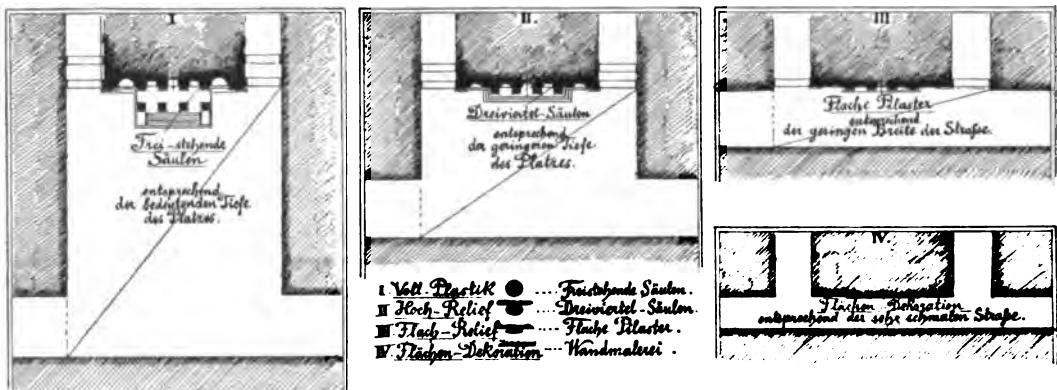 I
Frei-stehende
Säulen
entsprechend
der bedeutenden Tiefe
des Platzes.
II.
Dreiviertel-Säulen
entsprechend
der geringeren Tiefe
des Platzes.
III
Flache Pilaster
entsprechend
der geringen Breite der Straße.
IV.
Flächen Dekoration
entsprechend der sehr schmalen Straße.
I Voll-Plastik .... Freistehende Säulen.
II Hoch-Relief .... Dreiviertel-Säulen.
III Flach-Relief .... Flache Pilaster.
IV. Flächen-Dekoration .... Wandmalerei.